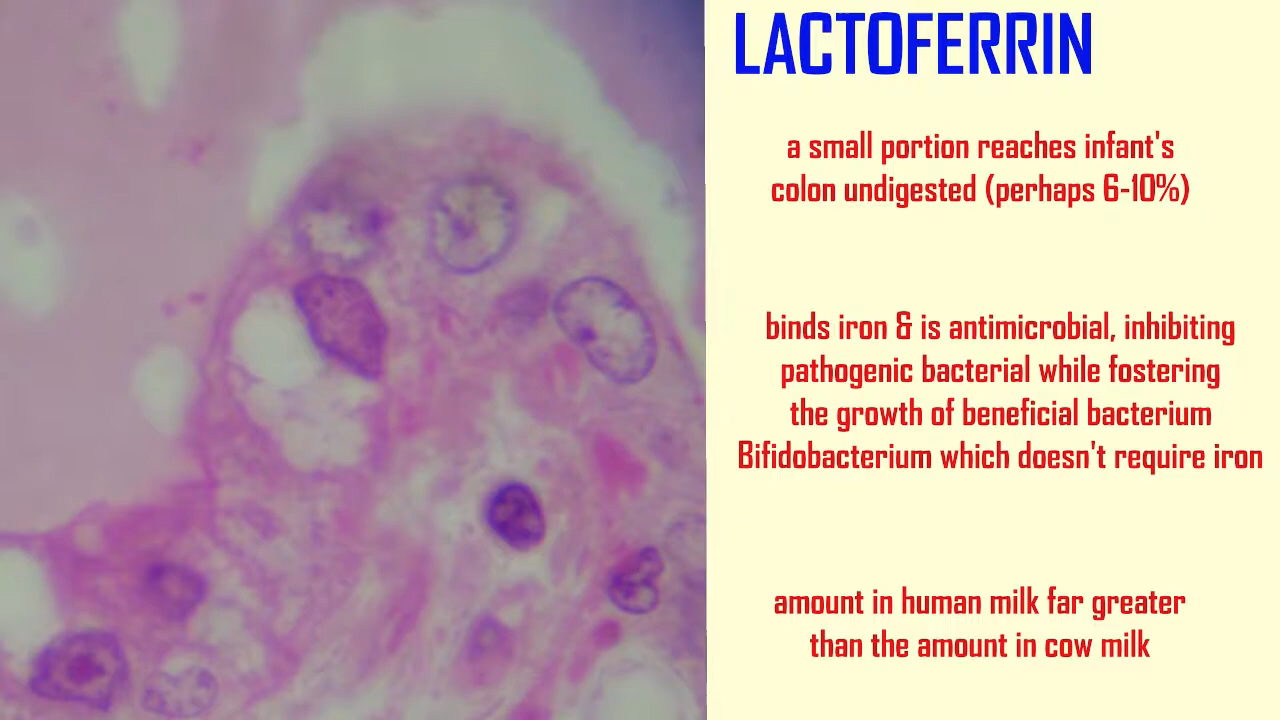 LACTOFERRIN
a small portion reaches infant's
colon undigested (perhaps 6-10%)
binds iron & is antimicrobial, inhibiting
pathogenic bacterial while fostering
the growth of beneficial bacterium
Bifidobacterium which doesn't require iron
amount in human milk far greater
than the amount in cow milk